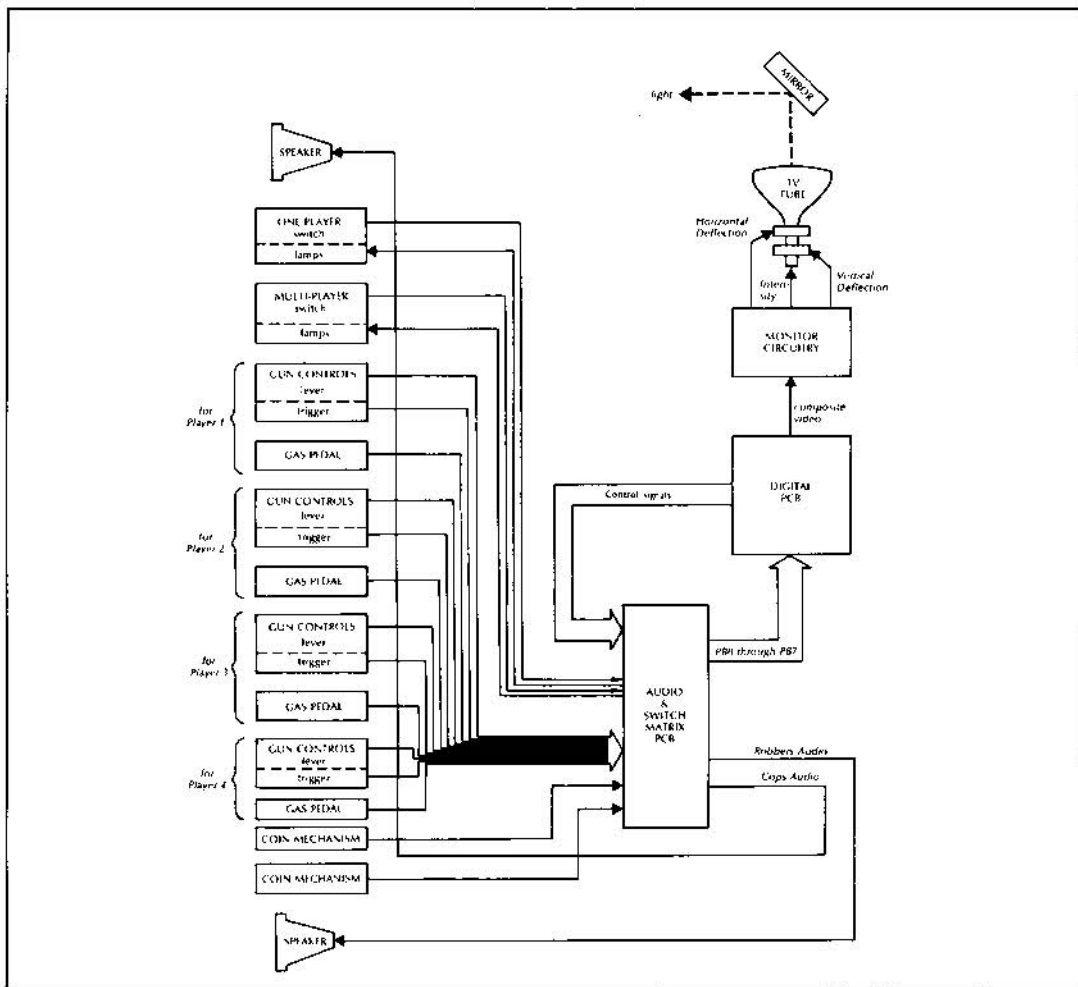 MIRROR
light
SPEAKER
TV
TUBE
ONE PLAYER
switch
lamps
Horizontal
Deflection
Inten-
sity
Vertical
Deflection
MULTI-PLAYER
switch
lamps
MONITOR
CIRCUITRY
GUN CONTROLS
lever
trigger
for
Player 1
GAS PEDAL
composite
video
DIGITAL
PCB
Control signals
GUN CONTROLS
lever
trigger
for
Player 2
GAS PEDAL
GUN CONTROLS
lever
trigger
for
Player 3
GAS PEDAL
through PB7
AUDIO
&
SWITCH
MATRIX
PCB
GUN CONTROLS
lever
trigger
for
Player 4
GAS PEDAL
Robbers Audio
Cops Audio
COIN MECHANISM
COIN MECHANISM
SPEAKER